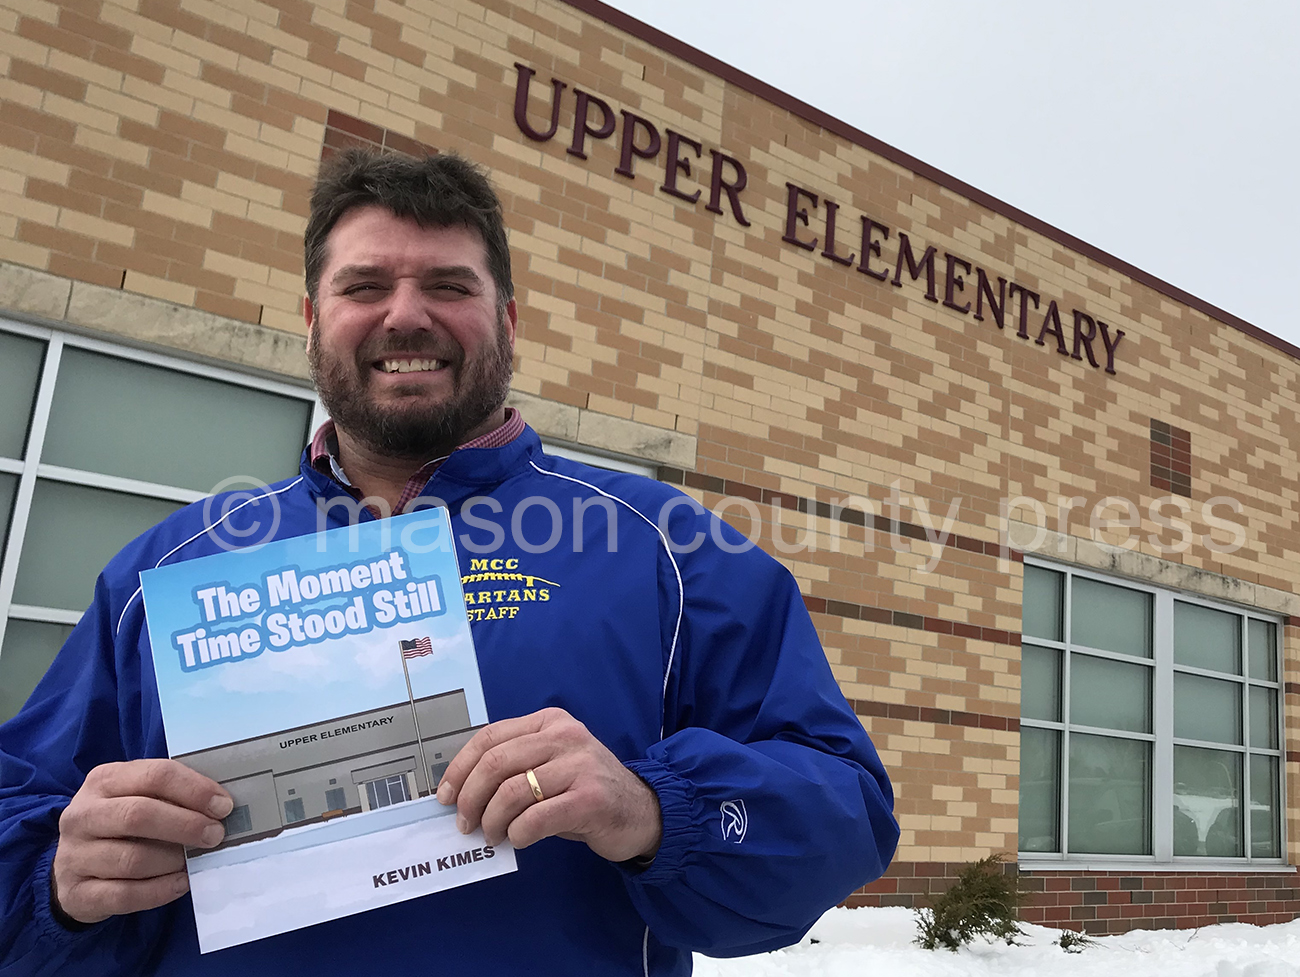 UPPER ELEMENTARY
© mason county press
MCC
STAFF
The Moment
Time Stood Still
UPPER ELEMENTARY
KEVIN KIMES